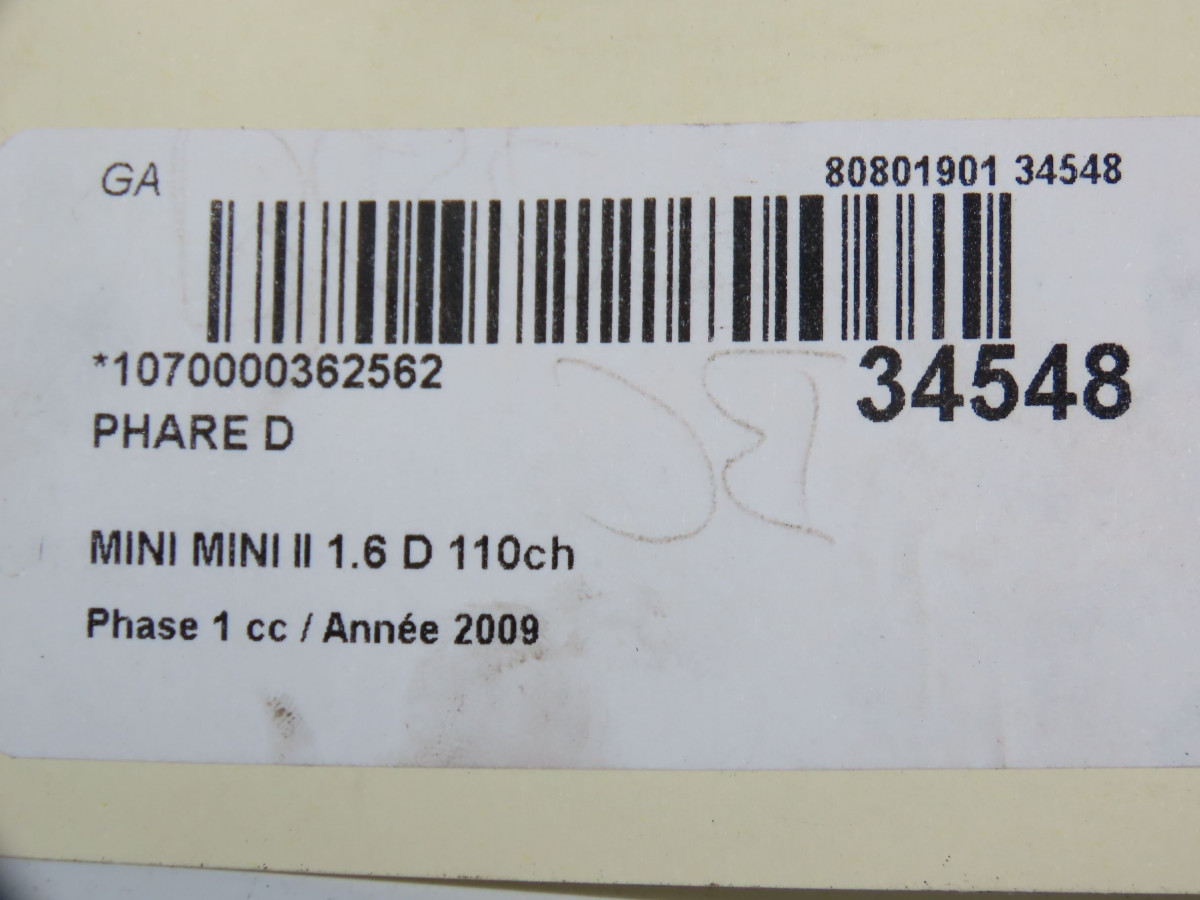 GA
80801901 34548
*1070000362562
34548
PHARE D
MINI MINI II 1.6 D 110ch
Phase 1 cc / Année 2009